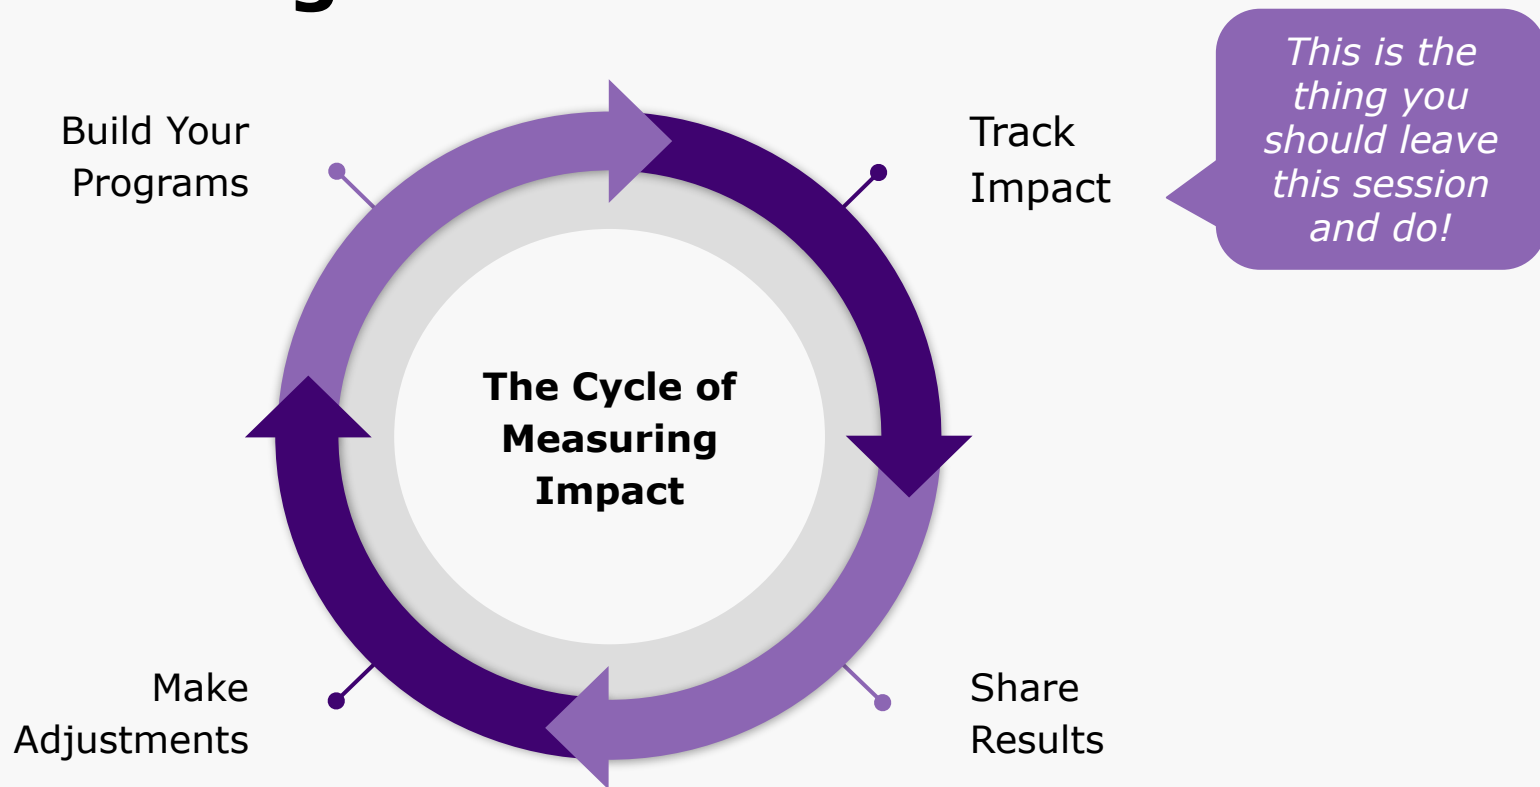 Build Your
Programs
Track
Impact
This is the
thing you
should leave
this session
and do!
The Cycle of
Measuring
Impact
Make
Adjustments
Share
Results